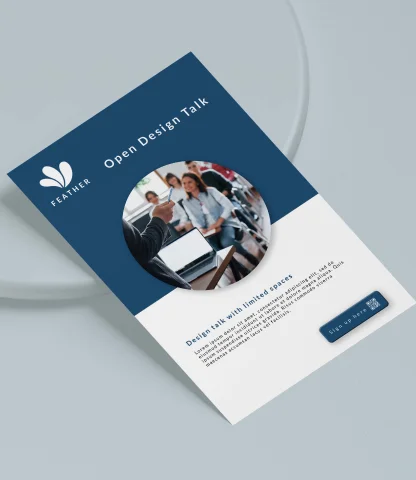 FEATHER
Open Design Talk
Design talk with limited spaces
Lorem ipsum dolor sit amet, consectetur adipiscing elit, sed do
eiusmod tempor incididunt ut labore et dolore magna aliqua. Quis
ipsum suspendisse ultrices gravida. Risus commodo viverra
maecenas accumsan lacus vel facilisis.
Sign up here